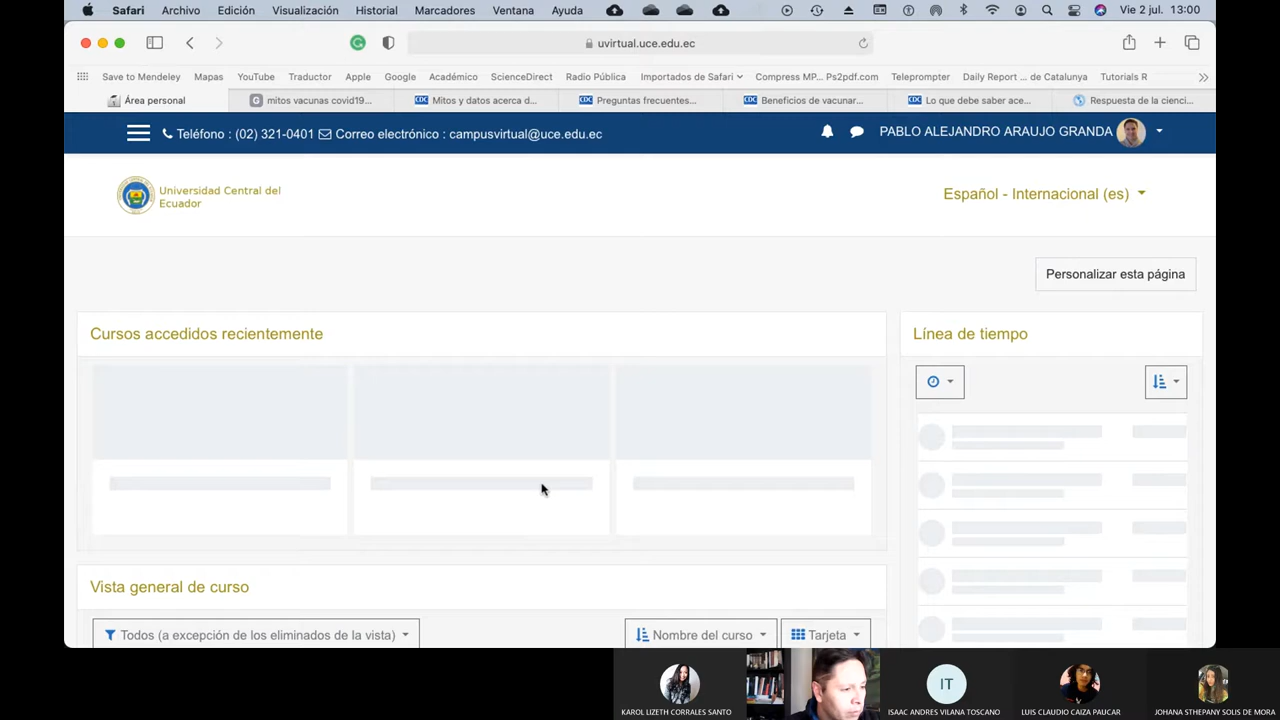 Safari Archivo Edición Visualización Historial Marcadores Ventana Ayuda Vie 2 jul. 13:00
uvirtual.uce.edu.ec
Save to Mendeley Mapas YouTube Traductor Apple Google Académico ScienceDirect Radio Pública Importados de Safari Compress MP... Ps2pdf.com Teleprompter Daily Report ... de Catalunya Tutorials R
Área personal mitos vacunas covid19... Mitos y datos acerca d... Preguntas frecuentes... Beneficios de vacunar... Lo que debe saber ace... Respuesta de la cienci...
Teléfono : (02) 321-0401 Correo electrónico : campusvirtual@uce.edu.ec PABLO ALEJANDRO ARAUJO GRANDA
Universidad Central del
Ecuador
Español - Internacional (es)
Personalizar esta página
Cursos accedidos recientemente Línea de tiempo
Vista general de curso
Todos (a excepción de los eliminados de la vista) Nombre del curso Tarjeta
IT
KAROL LIZETH CORRALES SANTO ISAAC ANDRES VILANA TOSCANO LUIS CLAUDIO CAIZA PAUCAR JOHANA STHEPANY SOLIS DE MORA